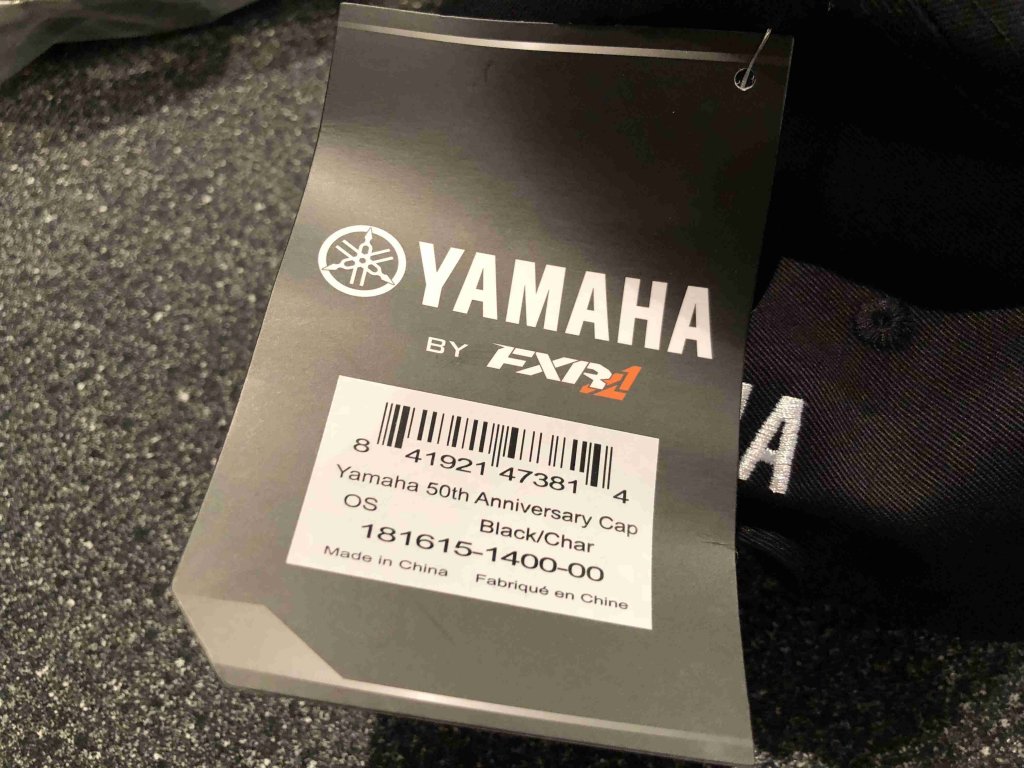 YAMAHA
BY FXR
8 41921 47381 4
Yamaha 50th Anniversary Cap
OS Black/Char
181615-1400-00
Made in China Fabriqué en Chine
HA